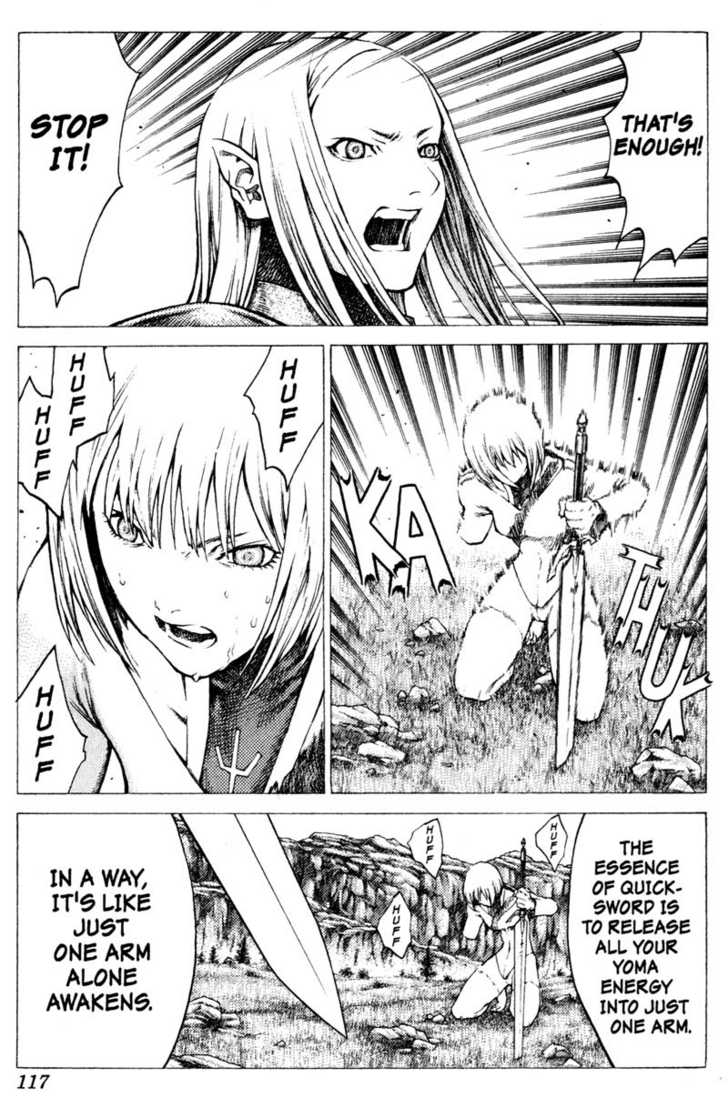 THAT'S
ENOUGH!
STOP
IT!
KA
THUK
HUFF
HUFF
HUFF
HUFF
THE
ESSENCE
OF QUICK-
SWORD IS
TO RELEASE
ALL YOUR
YOMA
ENERGY
INTO JUST
ONE ARM.
HUFF
HUFF
HUFF
IN A WAY,
IT'S LIKE
JUST
ONE ARM
ALONE
AWAKENS.
117